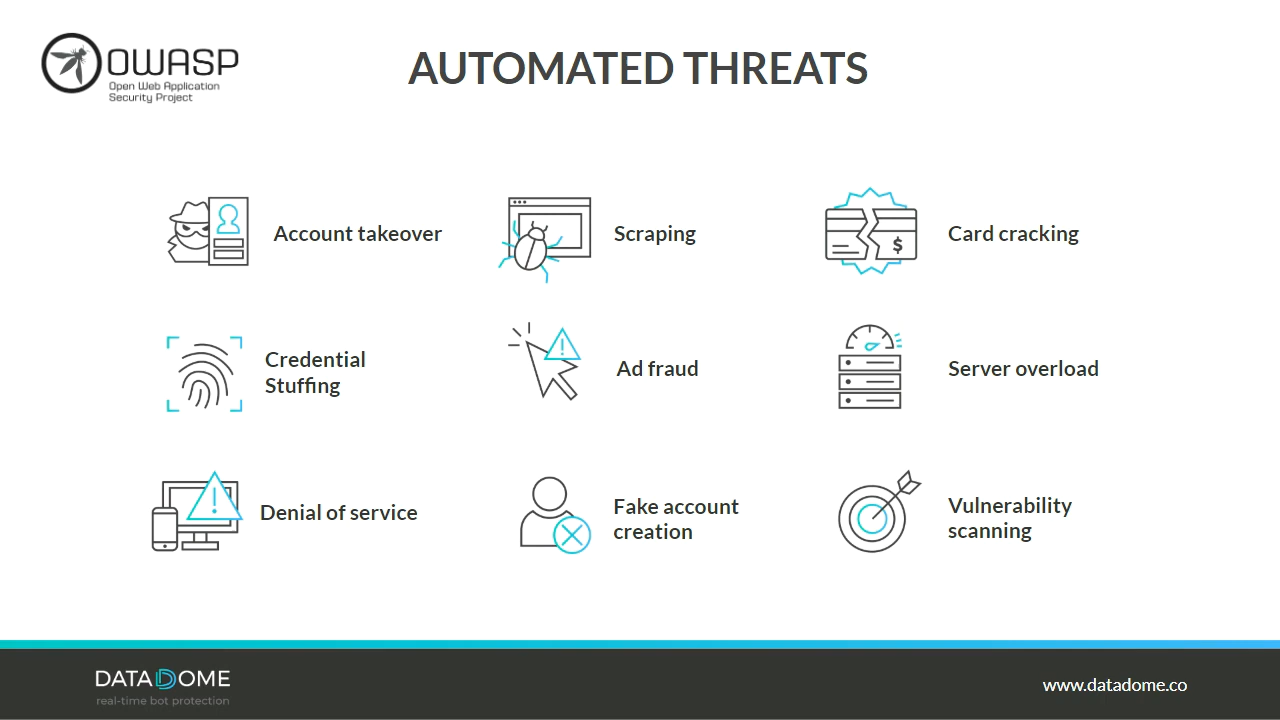 OWASP
Open Web Application
Security Project
AUTOMATED THREATS
Account takeover
Scraping
Card cracking
$
Credential
Stuffing
Ad fraud
Server overload
Denial of service
Fake account
creation
Vulnerability
scanning
DATADOME
real-time bot protection
www.datadome.co